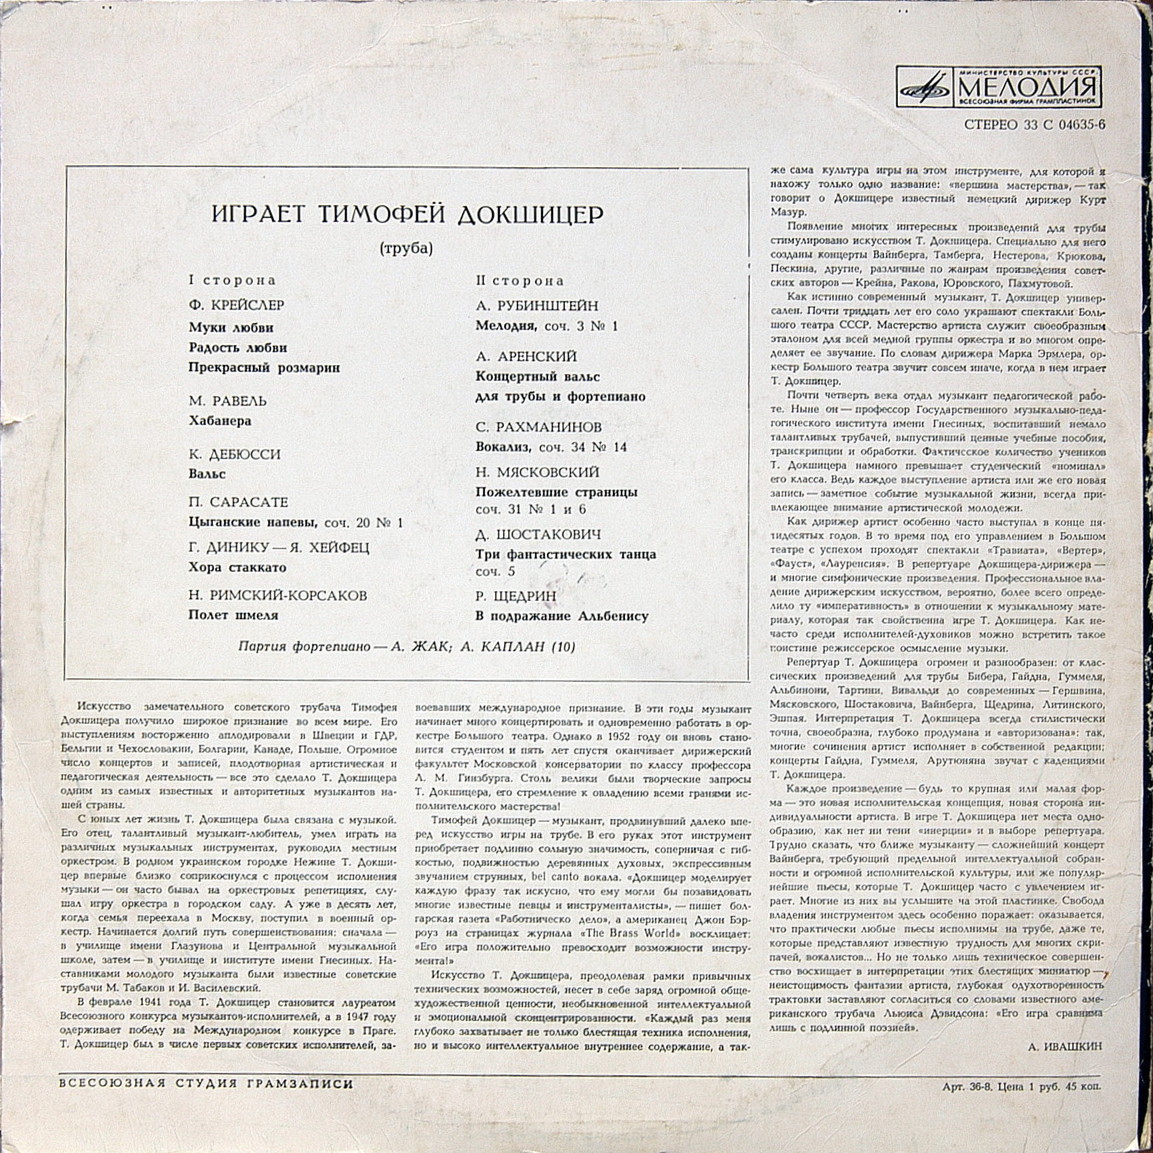 МИНИСТЕРСТВО КУЛЬТУРЫ СССР
МЕЛОДИЯ
ВСЕСОЮЗНАЯ ФИРМА ГРАМПЛАСТИНОК
СТЕРЕО 33 С 04635-6
ИГРАЕТ ТИМОФЕЙ ДОКШИЦЕР
(труба)
I сторона
Ф. КРЕЙСЛЕР
Муки любви
Радость любви
Прекрасный розмарин
М. РАВЕЛЬ
Хабанера
К. ДЕБЮССИ
Вальс
П. САРАСАТЕ
Цыганские напевы, соч. 20 № 1
Г. ДИНИКУ — Я. ХЕЙФЕЦ
Хора стаккато
Н. РИМСКИЙ-КОРСАКОВ
Полет шмеля
II сторона
А. РУБИНШТЕЙН
Мелодия, соч. 3 № 1
А. АРЕНСКИЙ
Концертный вальс
для трубы и фортепиано
С. РАХМАНИНОВ
Вокализ, соч. 34 № 14
Н. МЯСКОВСКИЙ
Пожелтевшие страницы
соч. 31 № 1 и 6
Д. ШОСТАКОВИЧ
Три фантастических танца
соч. 5
Р. ЩЕДРИН
В подражание Альбенису
Партия фортепиано — А. ЖАК; А. КАПЛАН (10)
Искусство замечательного советского трубача Тимофея
Докшицера получило широкое признание во всем мире. Его
выступлениям восторженно аплодировали в Швеции и ГДР,
Бельгии и Чехословакии, Болгарии, Канаде, Польше. Огромное
число концертов и записей, плодотворная артистическая и
педагогическая деятельность — все это сделало Т. Докшицера
одним из самых известных и авторитетных музыкантов на-
шей страны.
С юных лет жизнь Т. Докшицера была связана с музыкой.
Его отец, талантливый музыкант-любитель, умел играть на
различных музыкальных инструментах, руководил местным
оркестром. В родном украинском городке Нежине Т. Докши-
цер впервые близко соприкоснулся с процессом исполнения
музыки — он часто бывал на оркестровых репетициях, слу-
шал игру оркестра в городском саду. А уже в десять лет,
когда семья переехала в Москву, поступил в военный ор-
кестр. Начинается долгий путь совершенствования: сначала —
в училище имени Глазунова и Центральной музыкальной
школе, затем — в училище и институте имени Гнесиных. На-
ставниками молодого музыканта были известные советские
трубачи М. Табаков и И. Василевский.
В феврале 1941 года Т. Докшицер становится лауреатом
Всесоюзного конкурса музыкантов-исполнителей, а в 1947 году
одерживает победу на Международном конкурсе в Праге.
Т. Докшицер был в числе первых советских исполнителей, за-
воевавших международное признание. В эти годы музыкант
начинает много концертировать и одновременно работать в ор-
кестре Большого театра. Однако в 1952 году он вновь стано-
вится студентом и пять лет спустя оканчивает дирижерский
факультет Московской консерватории по классу профессора
Л. М. Гинзбурга. Столь велики были творческие запросы
Т. Докшицера, его стремление к овладению всеми гранями ис-
полнительского мастерства!
Тимофей Докшицер — музыкант, продвинувший далеко впе-
ред искусство игры на трубе. В его руках этот инструмент
приобретает подлинно сольную значимость, соперничая с гиб-
костью, подвижностью деревянных духовых, экспрессивным
звучанием струнных, bel canto вокала. «Докшицер моделирует
каждую фразу так искусно, что ему могли бы позавидовать
многие известные певцы и инструменталисты», — пишет бол-
гарская газета «Работническо дело», а американец Джон Бэр-
роуз на страницах журнала «The Brass World» восклицает:
«Его игра положительно превосходит возможности инстру-
мента!»
Искусство Т. Докшицера, преодолевая рамки привычных
технических возможностей, несет в себе заряд огромной обще-
художественной ценности, необыкновенной интеллектуальной
и эмоциональной сконцентрированности. «Каждый раз меня
глубоко захватывает не только блестящая техника исполнения,
но и высоко интеллектуальное внутреннее содержание, а так-
же сама культура игры на этом инструменте, для которой я
нахожу только одно название: «вершина мастерства», — так
говорит о Докшицере известный немецкий дирижер Курт
Мазур.
Появление многих интересных произведений для трубы
стимулировано искусством Т. Докшицера. Специально для него
созданы концерты Вайнберга, Тамберга, Нестерова, Крюкова,
Пескина, другие, различные по жанрам произведения совет-
ских авторов — Крейна, Ракова, Юровского, Пахмутовой.
Как истинно современный музыкант, Т. Докшицер универ-
сален. Почти тридцать лет его соло украшают спектакли Боль-
шого театра СССР. Мастерство артиста служит своеобразным
эталоном для всей медной группы оркестра и во многом опре-
деляет ее звучание. По словам дирижера Марка Эрмлера, ор-
кестр Большого театра звучит совсем иначе, когда в нем играет
Т. Докшицер.
Почти четверть века отдал музыкант педагогической рабо-
те. Ныне он — профессор Государственного музыкально-педа-
гогического института имени Гнесиных, воспитавший немало
талантливых трубачей, выпустивший ценные учебные пособия,
транскрипции и обработки. Фактическое количество учеников
Т. Докшицера намного превышает студенческий «номинал»
его класса. Ведь каждое выступление артиста или же его новая
запись — заметное событие музыкальной жизни, всегда при-
влекающее внимание артистической молодежи.
Как дирижер артист особенно часто выступал в конце пя-
тидесятых годов. В то время под его управлением в Большом
театре с успехом проходят спектакли «Травиата», «Вертер»,
«Фауст», «Лауренсия». В репертуаре Докшицера-дирижера —
и многие симфонические произведения. Профессиональное вла-
дение дирижерским искусством, вероятно, более всего опреде-
лило ту «императивность» в отношении к музыкальному мате-
риалу, которая так свойственна игре Т. Докшицера. Как не-
часто среди исполнителей-духовиков можно встретить такое
поистине режиссерское осмысление музыки.
Репертуар Т. Докшицера огромен и разнообразен: от клас-
сических произведений для трубы Бибера, Гайдна, Гуммеля,
Альбинони, Тартини, Вивальди до современных — Гершвина,
Мясковского, Шостаковича, Вайнберга, Щедрина, Литинского,
Эшпая. Интерпретация Т. Докшицера всегда стилистически
точна, своеобразна, глубоко продумана и «авторизована»: так,
многие сочинения артист исполняет в собственной редакции;
концерты Гайдна, Гуммеля, Арутюняна звучат с каденциями
Т. Докшицера.
Каждое произведение — будь то крупная или малая фор-
ма — это новая исполнительская концепция, новая сторона ин-
дивидуальности артиста. В игре Т. Докшицера нет места одно-
образию, как нет ни тени «инерции» и в выборе репертуара.
Трудно сказать, что ближе музыканту — сложнейший концерт
Вайнберга, требующий предельной интеллектуальной собран-
ности и огромной исполнительской культуры, или же популяр-
нейшие пьесы, которые Т. Докшицер часто с увлечением иг-
рает. Многие из них вы услышите на этой пластинке. Свобода
владения инструментом здесь особенно поражает: оказывается,
что практически любые пьесы исполнимы на трубе, даже те,
которые представляют известную трудность для многих скри-
пачей, вокалистов... Но не только лишь техническое совершен-
ство восхищает в интерпретации этих блестящих миниатюр —
неистощимость фантазии артиста, глубокая одухотворенность
трактовки заставляют согласиться со словами известного аме-
риканского трубача Льюиса Дэвидсона: «Его игра сравнима
лишь с подлинной поэзией».
А. ИВАШКИН
ВСЕСОЮЗНАЯ СТУДИЯ ГРАМЗАПИСИ
Арт. 36-8. Цена 1 руб. 45 коп.